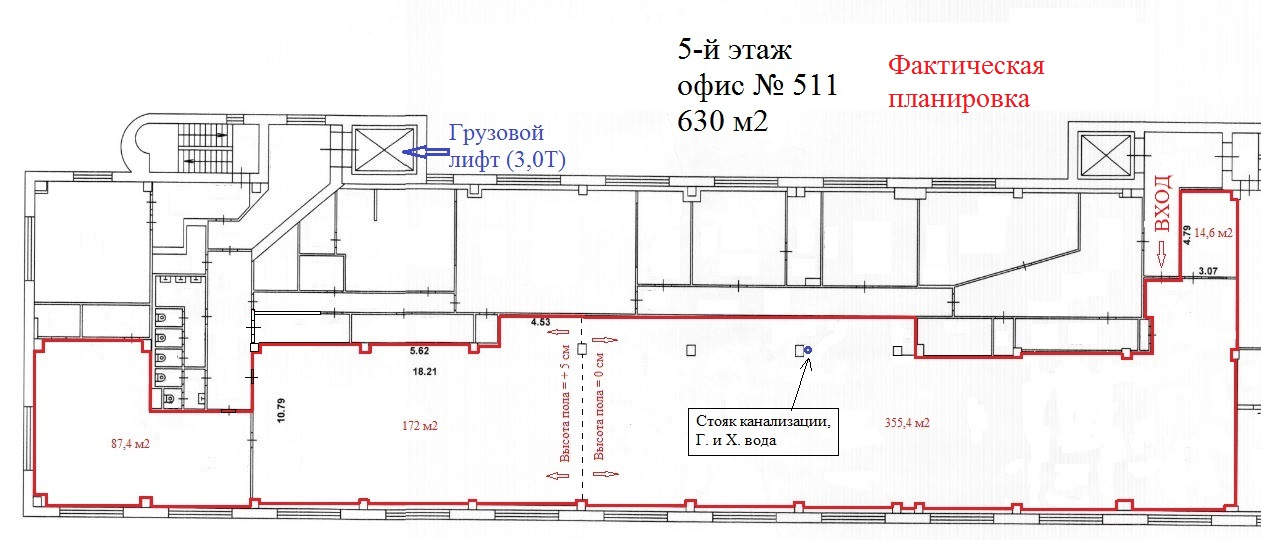 5-й этаж
офис № 511
630 м2
Фактическая
планировка
Грузовой
лифт (3,0Т)
ВХОД
14,6 м2
4.79
3.07
4.53
5.62
18.21
10.79
Высота пола = + 5 см
Высота пола = 0 см
Стояк канализации,
Г. и Х. вода
87,4 м2
172 м2
355,4 м2